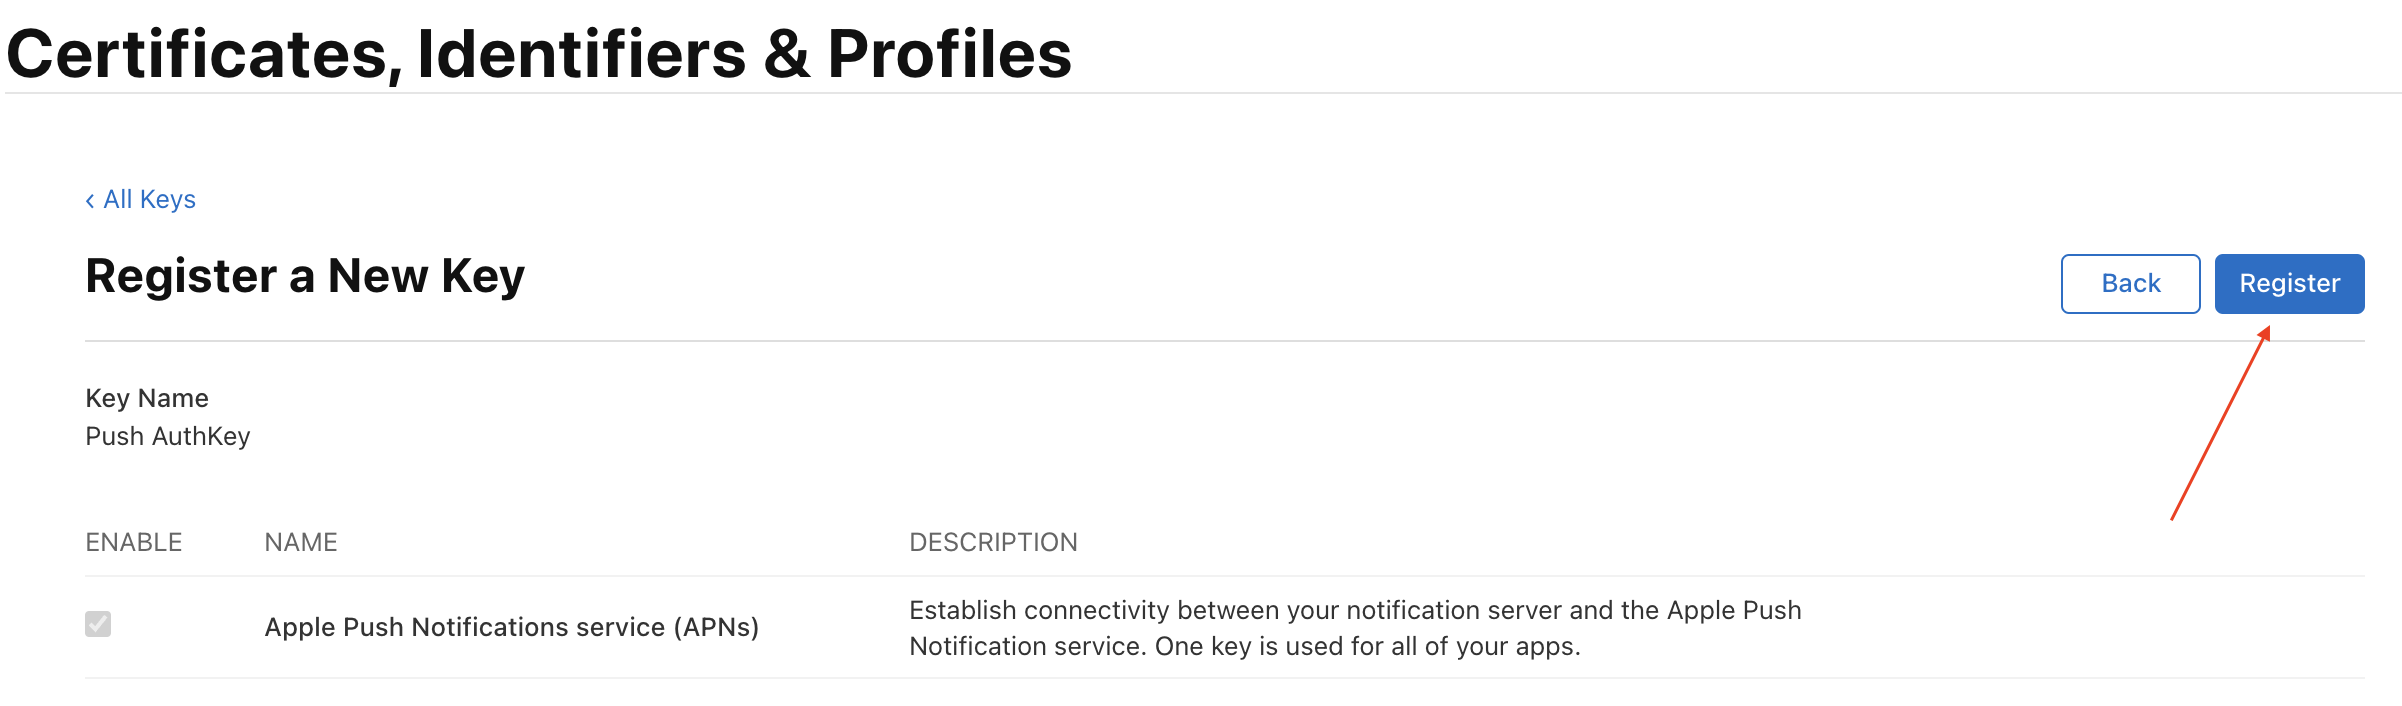 Certificates, Identifiers & Profiles
‹ All Keys
Register a New Key
Back
Register
Key Name
Push AuthKey
ENABLE NAME DESCRIPTION
Apple Push Notifications service (APNs)
Establish connectivity between your notification server and the Apple Push
Notification service. One key is used for all of your apps.